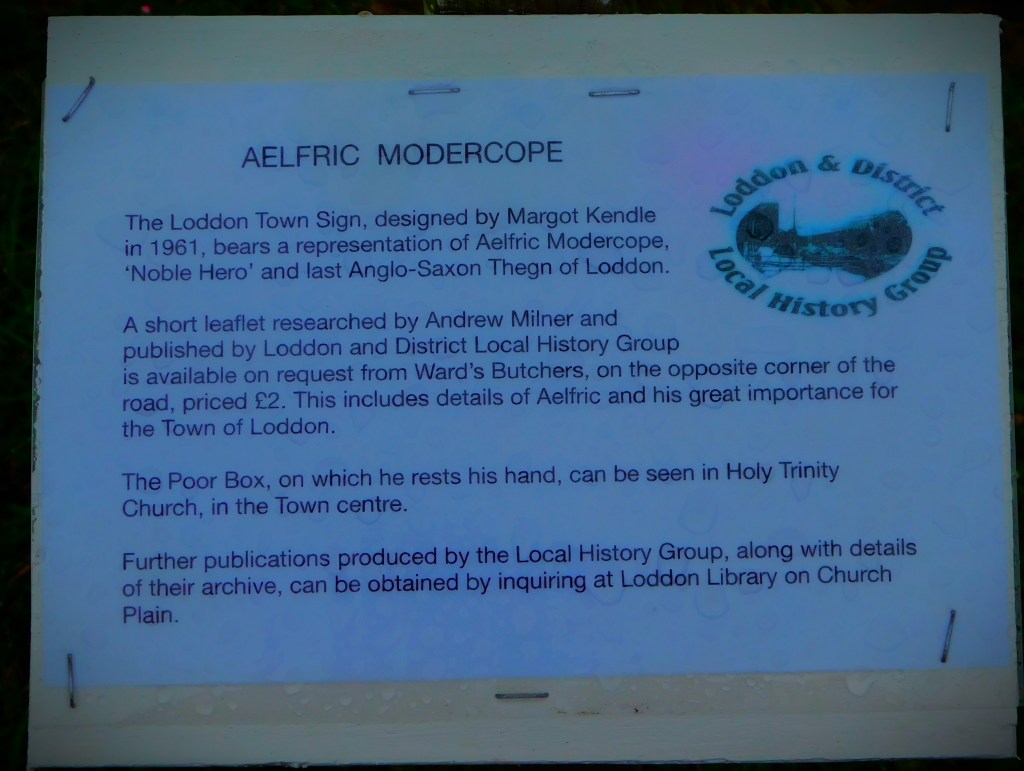 AELFRIC MODERCOPE
Loddon & District
Local History Group
The Loddon Town Sign, designed by Margot Kendle
in 1961, bears a representation of Aelfric Modercope,
‘Noble Hero’ and last Anglo-Saxon Thegn of Loddon.
A short leaflet researched by Andrew Milner and
published by Loddon and District Local History Group
is available on request from Ward’s Butchers, on the opposite corner of the
road, priced £2. This includes details of Aelfric and his great importance for
the Town of Loddon.
The Poor Box, on which he rests his hand, can be seen in Holy Trinity
Church, in the Town centre.
Further publications produced by the Local History Group, along with details
of their archive, can be obtained by inquiring at Loddon Library on Church
Plain.